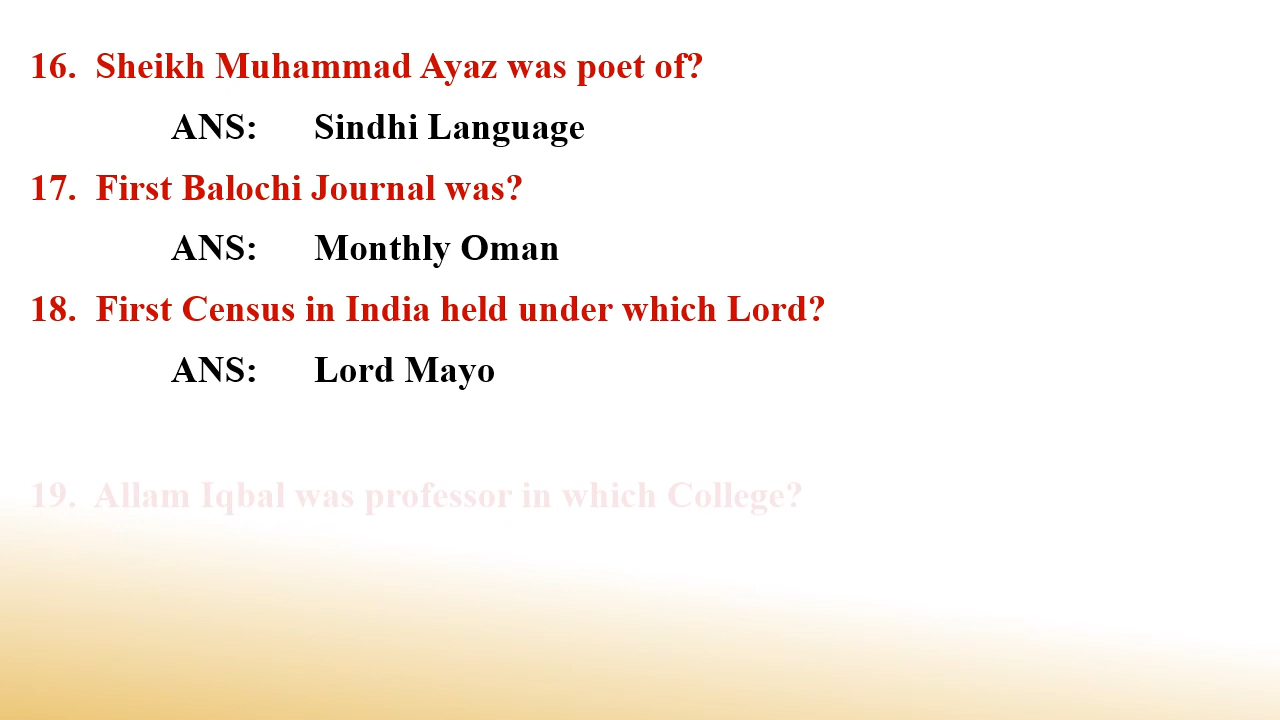 16. Sheikh Muhammad Ayaz was poet of?
ANS: Sindhi Language
17. First Balochi Journal was?
ANS: Monthly Oman
18. First Census in India held under which Lord?
ANS: Lord Mayo
19. Allam Iqbal was professor in which College?